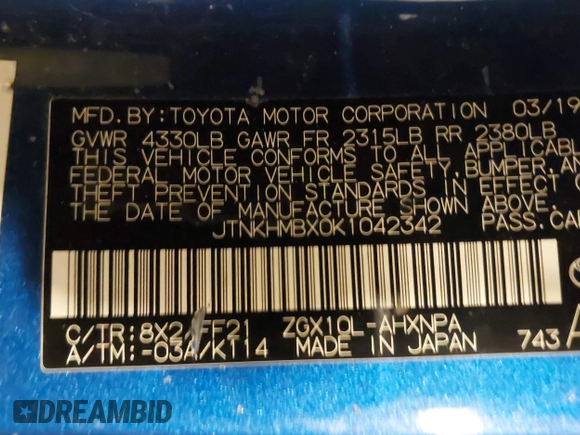 MFD. BY: TOYOTA MOTOR CORPORATION 03/19
GVWR 4330LB GAWR FR 2315LB RR 2380LB
THIS VEHICLE CONFORMS TO ALL APPLICABL
FEDERAL MOTOR VEHICLE SAFETY, BUMPER, AN
THEFT PREVENTION STANDARDS IN EFFECT O
THE DATE OF MANUFACTURE SHOWN ABOVE.
JTNKHMBX0K1042342 PASS.CA
C/TR: FF21 ZGX10L-AHXNPA
A/TM:-03A/K114 MADE IN JAPAN 743 A
DREAMBID